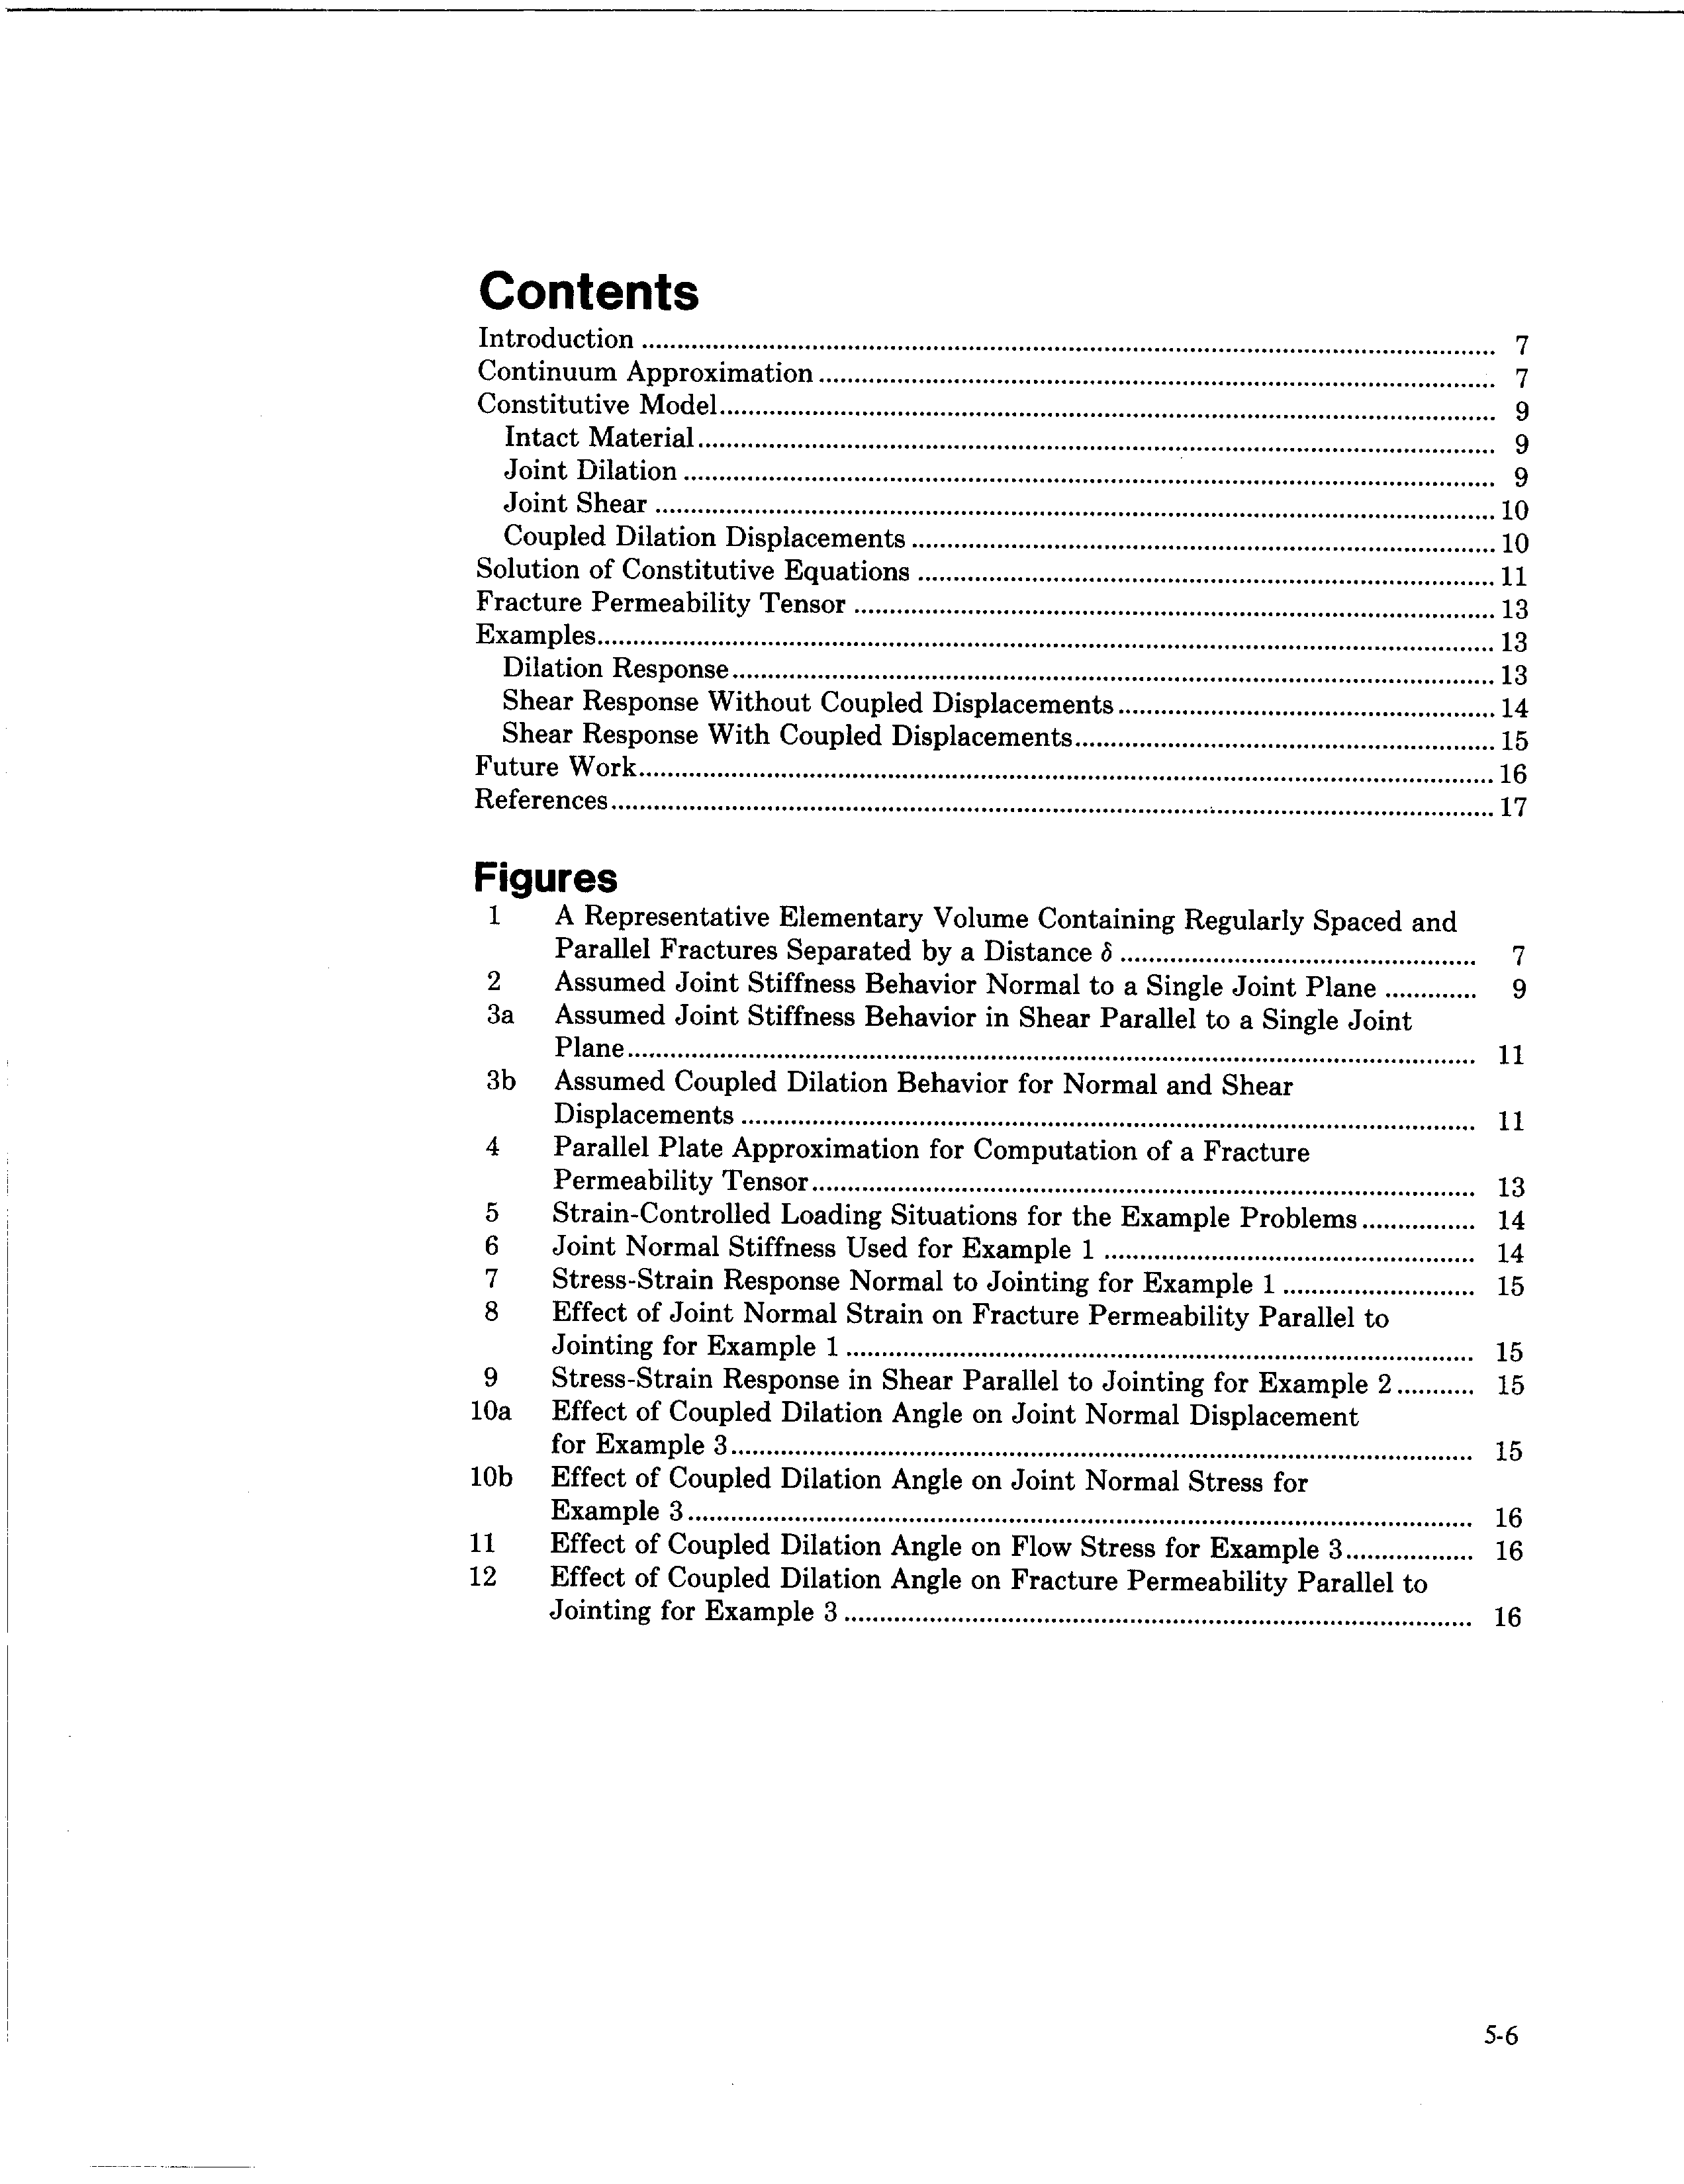 Contents
Introduction ........ 7
Continuum Approximation ........ 7
Constitutive Model ........ 9
Intact Material ........ 9
Joint Dilation ........ 9
Joint Shear ........ 10
Coupled Dilation Displacements ........ 10
Solution of Constitutive Equations ........ 11
Fracture Permeability Tensor ........ 13
Examples ........ 13
Dilation Response ........ 13
Shear Response Without Coupled Displacements ........ 14
Shear Response With Coupled Displacements ........ 15
Future Work ........ 16
References ........ 17
Figures
1 A Representative Elementary Volume Containing Regularly Spaced and
Parallel Fractures Separated by a Distance δ ........ 7
2 Assumed Joint Stiffness Behavior Normal to a Single Joint Plane ........ 9
3a Assumed Joint Stiffness Behavior in Shear Parallel to a Single Joint
Plane ........ 11
3b Assumed Coupled Dilation Behavior for Normal and Shear
Displacements ........ 11
4 Parallel Plate Approximation for Computation of a Fracture
Permeability Tensor ........ 13
5 Strain-Controlled Loading Situations for the Example Problems ........ 14
6 Joint Normal Stiffness Used for Example 1 ........ 14
7 Stress-Strain Response Normal to Jointing for Example 1 ........ 15
8 Effect of Joint Normal Strain on Fracture Permeability Parallel to
Jointing for Example 1 ........ 15
9 Stress-Strain Response in Shear Parallel to Jointing for Example 2 ........ 15
10a Effect of Coupled Dilation Angle on Joint Normal Displacement
for Example 3 ........ 15
10b Effect of Coupled Dilation Angle on Joint Normal Stress for
Example 3 ........ 16
11 Effect of Coupled Dilation Angle on Flow Stress for Example 3 ........ 16
12 Effect of Coupled Dilation Angle on Fracture Permeability Parallel to
Jointing for Example 3 ........ 16
5-6